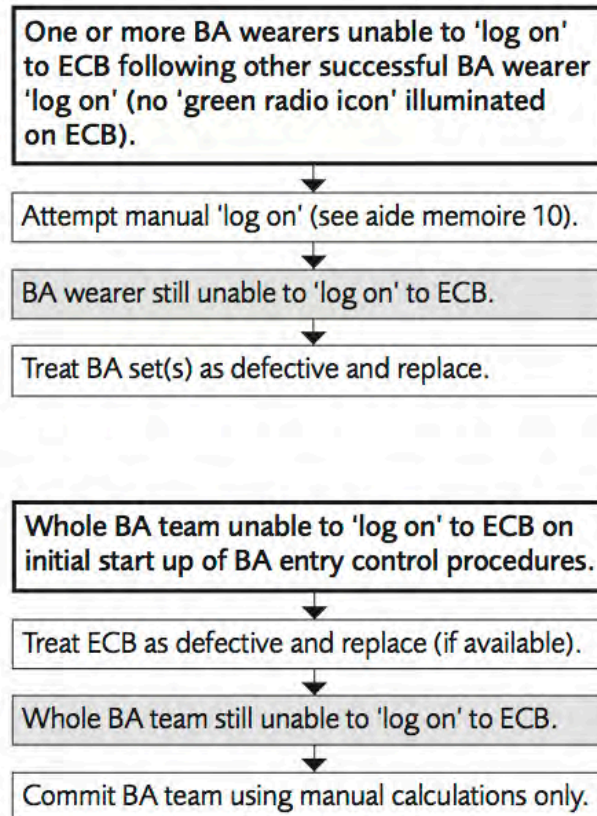 One or more BA wearers unable to ‘log on’
to ECB following other successful BA wearer
‘log on’ (no ‘green radio icon’ illuminated
on ECB).
Attempt manual ‘log on’ (see aide memoire 10).
BA wearer still unable to ‘log on’ to ECB.
Treat BA set(s) as defective and replace.
Whole BA team unable to ‘log on’ to ECB on
initial start up of BA entry control procedures.
Treat ECB as defective and replace (if available).
Whole BA team still unable to ‘log on’ to ECB.
Commit BA team using manual calculations only.